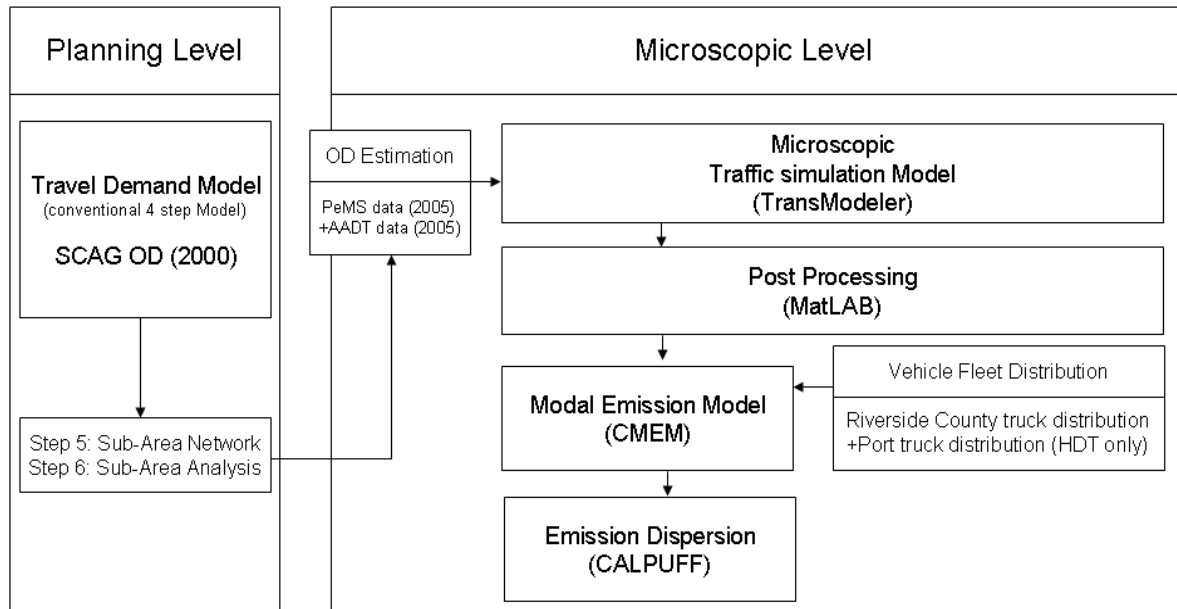 Planning Level
Microscopic Level
Travel Demand Model
(conventional 4 step Model)
SCAG OD (2000)
Step 5: Sub-Area Network
Step 6: Sub-Area Analysis
OD Estimation
PeMS data (2005)
+AADT data (2005)
Microscopic
Traffic simulation Model
(TransModeler)
Post Processing
(MatLAB)
Modal Emission Model
(CMEM)
Vehicle Fleet Distribution
Riverside County truck distribution
+Port truck distribution (HDT only)
Emission Dispersion
(CALPUFF)